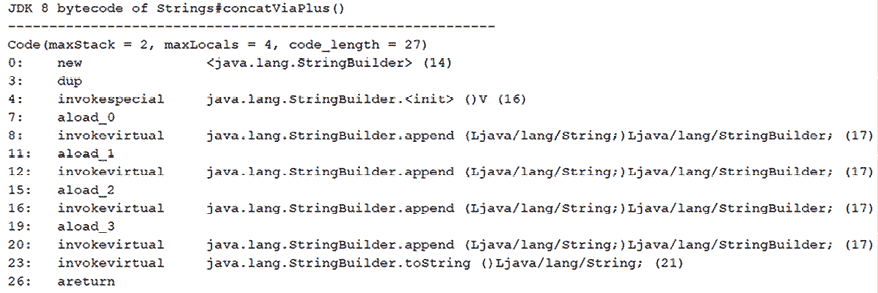 JDK 8 bytecode of Strings#concatViaPlus()
------------------------------------------------------------
Code(maxStack = 2, maxLocals = 4, code_length = 27)
0: new <java.lang.StringBuilder> (14)
3: dup
4: invokespecial java.lang.StringBuilder.<init> ()V (16)
7: aload_0
8: invokevirtual java.lang.StringBuilder.append (Ljava/lang/String;)Ljava/lang/StringBuilder; (17)
11: aload_1
12: invokevirtual java.lang.StringBuilder.append (Ljava/lang/String;)Ljava/lang/StringBuilder; (17)
15: aload_2
16: invokevirtual java.lang.StringBuilder.append (Ljava/lang/String;)Ljava/lang/StringBuilder; (17)
19: aload_3
20: invokevirtual java.lang.StringBuilder.append (Ljava/lang/String;)Ljava/lang/StringBuilder; (17)
23: invokevirtual java.lang.StringBuilder.toString ()Ljava/lang/String; (21)
26: areturn